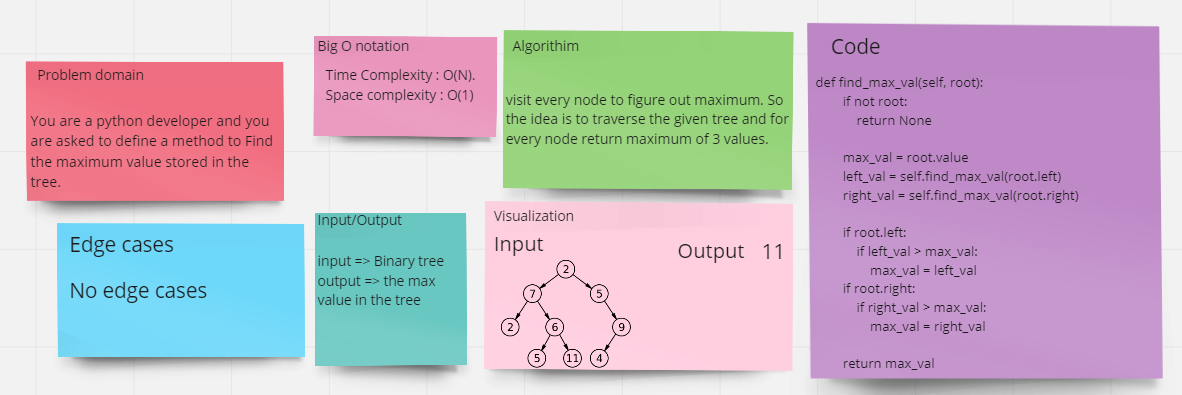 Problem domain
You are a python developer and you
are asked to define a method to Find
the maximum value stored in the
tree.
Big O notation
Time Complexity : O(N).
Space complexity : O(1)
Algorithim
visit every node to figure out maximum. So
the idea is to traverse the given tree and for
every node return maximum of 3 values.
Edge cases
No edge cases
Input/Output
input => Binary tree
output => the max
value in the tree
Visualization
Input
Output 11
2
7 5
2 6 9
5 11 4
Code
def find_max_val(self, root):
if not root:
return None
max_val = root.value
left_val = self.find_max_val(root.left)
right_val = self.find_max_val(root.right)
if root.left:
if left_val > max_val:
max_val = left_val
if root.right:
if right_val > max_val:
max_val = right_val
return max_val